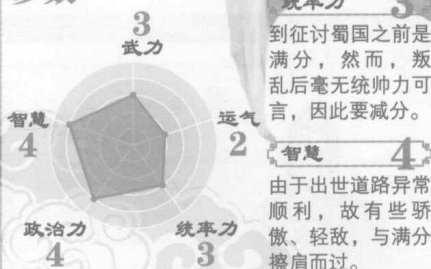 3
武力
智慧
4
运气
2
政治力
4
统率力
3
统率力 3
到征讨蜀国之前是
满分，然而，叛
乱后毫无统帅力可
言，因此要减分。
智慧 4
由于出世道路异常
顺利，故有些骄
傲、轻敌，与满分
擦肩而过。